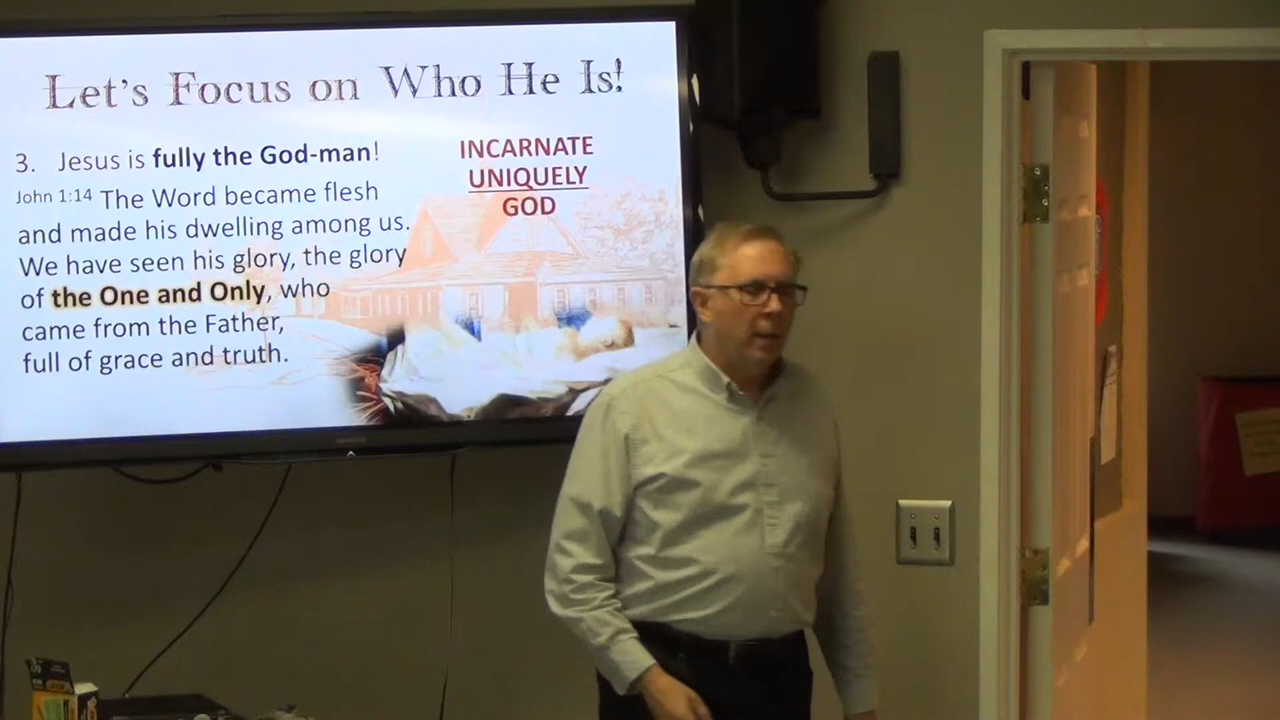 Let's Focus on Who He Is!
3. Jesus is fully the God-man!
John 1:14 The Word became flesh
and made his dwelling among us.
We have seen his glory, the glory
of the One and Only, who
came from the Father,
full of grace and truth.
INCARNATE
UNIQUELY
GOD